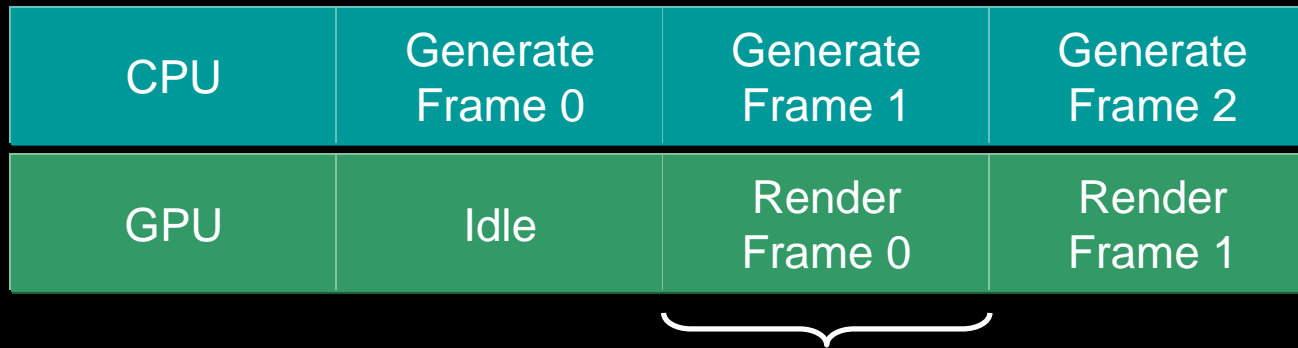 CPU
Generate
Frame 0
Generate
Frame 1
Generate
Frame 2
GPU
Idle
Render
Frame 0
Render
Frame 1